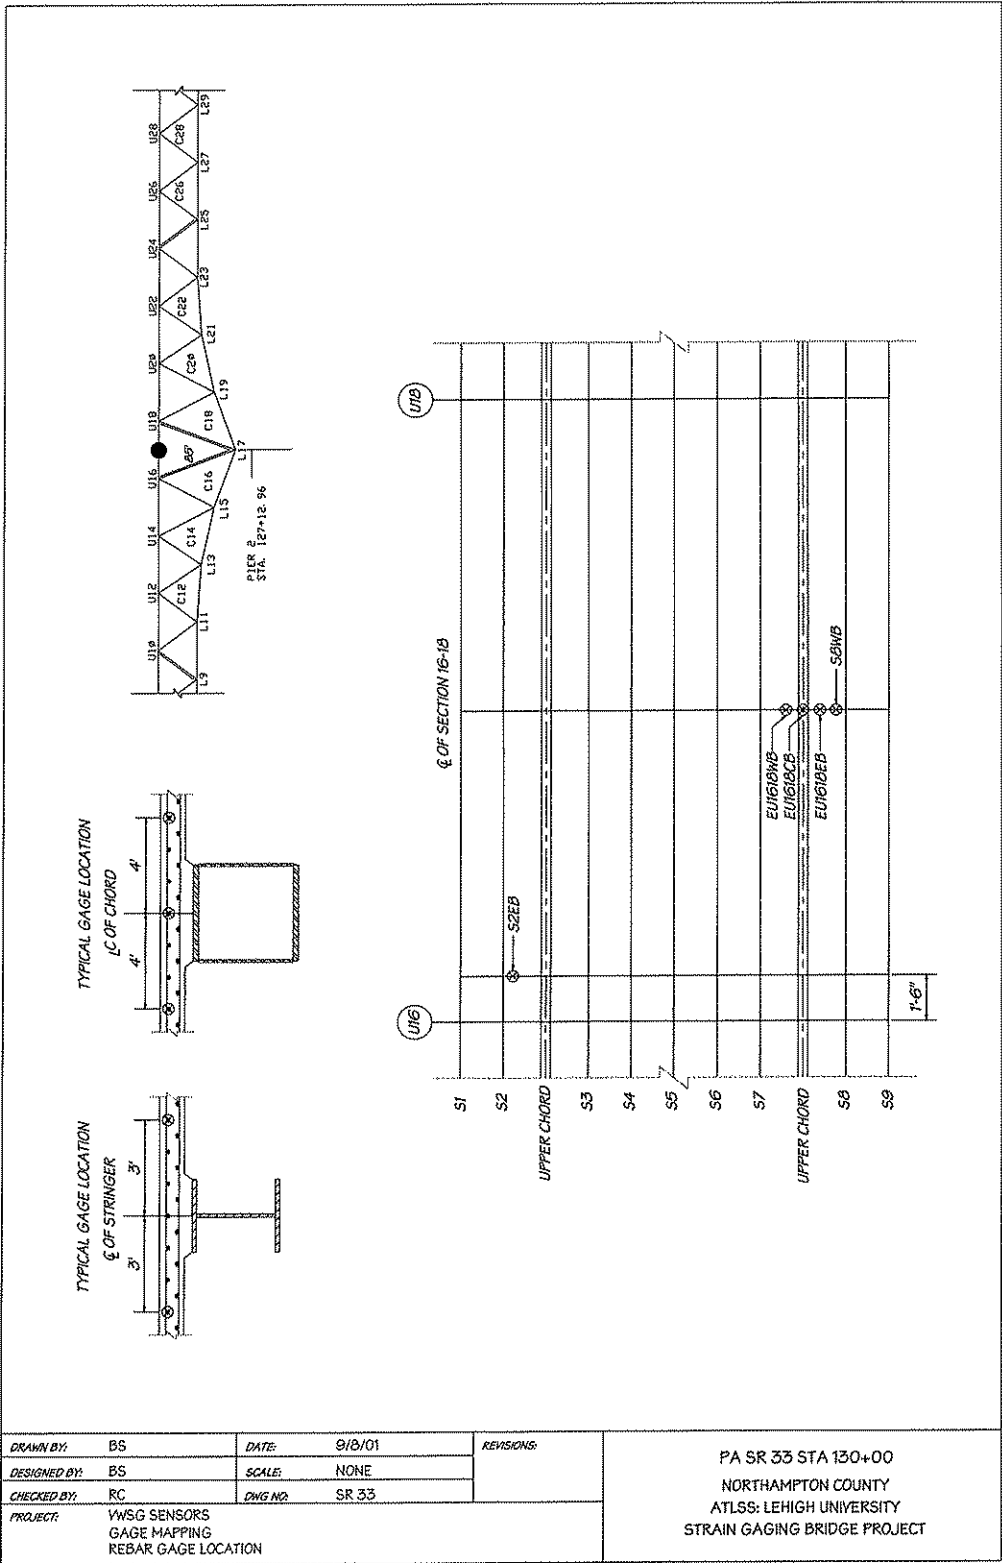 U10
U12
U14
U16
U18
U20
U22
U24
U26
U28
C12
C14
C16
85'
C18
C20
C22
C26
C28
L9
L11
L13
L15
L17
L19
L21
L23
L25
L27
L29
PIER 2
STA. 127+12.96
TYPICAL GAGE LOCATION
LC OF CHORD
4'
4'
TYPICAL GAGE LOCATION
℄ OF STRINGER
3'
3'
U16
U18
℄ OF SECTION 16-18
S2EB
EU1618WB
EU1618CB
EU1618EB
S8WB
1'-6"
S1
S2
UPPER CHORD
S3
S4
S5
S6
S7
UPPER CHORD
S8
S9
DRAWN BY: BS DATE: 9/8/01 REVISIONS:
DESIGNED BY: BS SCALE: NONE
CHECKED BY: RC DWG NO: SR 33
PROJECT: VWSG SENSORS
GAGE MAPPING
REBAR GAGE LOCATION
PA SR 33 STA 130+00
NORTHAMPTON COUNTY
ATLSS: LEHIGH UNIVERSITY
STRAIN GAGING BRIDGE PROJECT